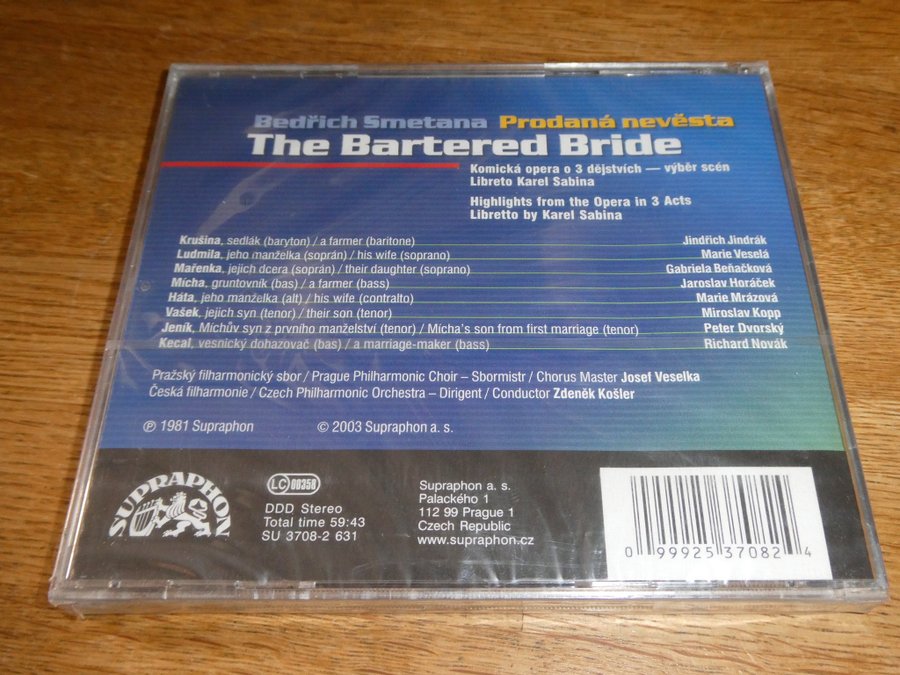 Bedřich Smetana Prodaná nevěsta
The Bartered Bride
Komická opera o 3 dějstvích — výběr scén
Libreto Karel Sabina
Highlights from the Opera in 3 Acts
Libretto by Karel Sabina
Krušina, sedlák (baryton) / a farmer (baritone) Jindřich Jindrák
Ludmila, jeho manželka (soprán) / his wife (soprano) Marie Veselá
Mařenka, jejich dcera (soprán) / their daughter (soprano) Gabriela Beňačková
Mícha, gruntovník (bas) / a farmer (bass) Jaroslav Horáček
Háta, jeho manželka (alt) / his wife (contralto) Marie Mrázová
Vašek, jejich syn (tenor) / their son (tenor) Miroslav Kopp
Jeník, Míchův syn z prvního manželství (tenor) / Mícha's son from first marriage (tenor) Peter Dvorský
Kecal, vesnický dohazovač (bas) / a marriage-maker (bass) Richard Novák
Pražský filharmonický sbor / Prague Philharmonic Choir – Sbormistr / Chorus Master Josef Veselka
Česká filharmonie / Czech Philharmonic Orchestra – Dirigent / Conductor Zdeněk Košler
℗ 1981 Supraphon © 2003 Supraphon a. s.
SUPRAPHON
LC 00358
DDD Stereo
Total time 59:43
SU 3708-2 631
Supraphon a. s.
Palackého 1
112 99 Prague 1
Czech Republic
www.supraphon.cz
0 99925 37082 4